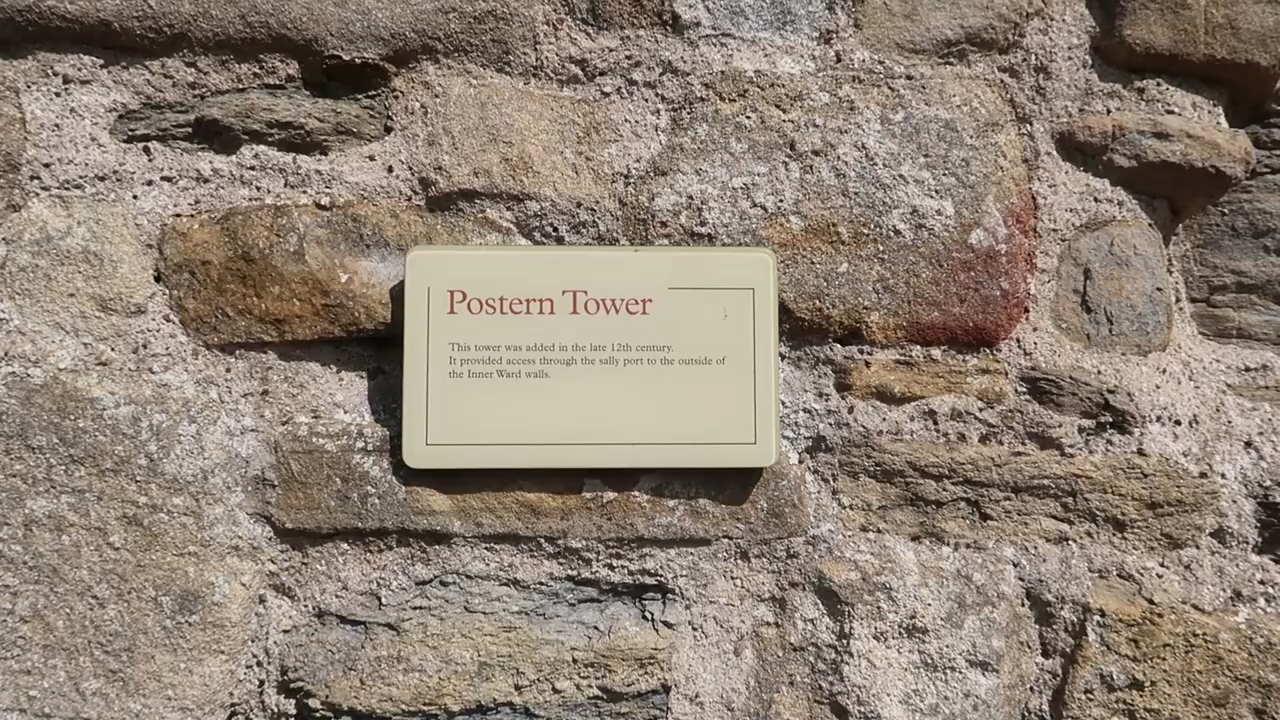 Postern Tower
This tower was added in the late 12th century.
It provided access through the sally port to the outside of
the Inner Ward walls.